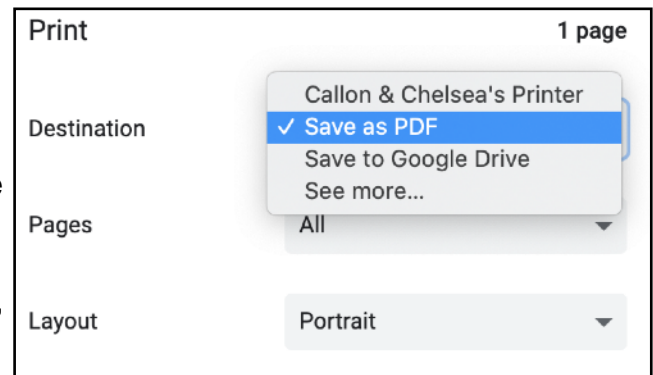 Print 1 page
Callon & Chelsea's Printer
Destination ✓ Save as PDF
Save to Google Drive
See more...
Pages All
Layout Portrait